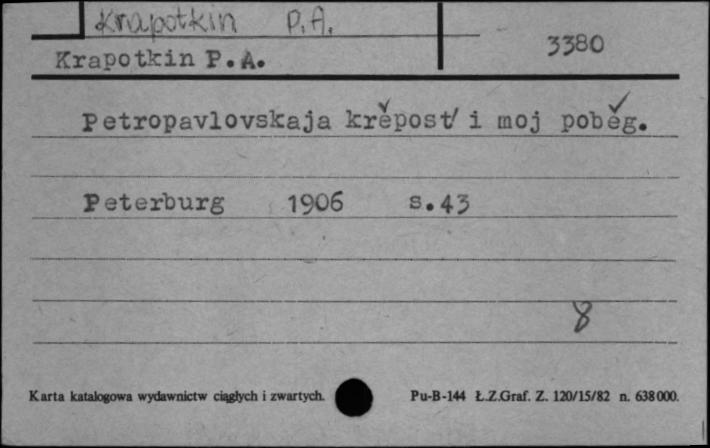 Krapotkin P.A.
Krapotkin P.A.
3380
Petropavlovskaja krěpost' i moj poběg.
Peterburg 1906 s.43
8
Karta katalogowa wydawnictw ciągłych i zwartych. Pu-B-144 Ł.Z.Graf. Z. 120/15/82 n. 638000.